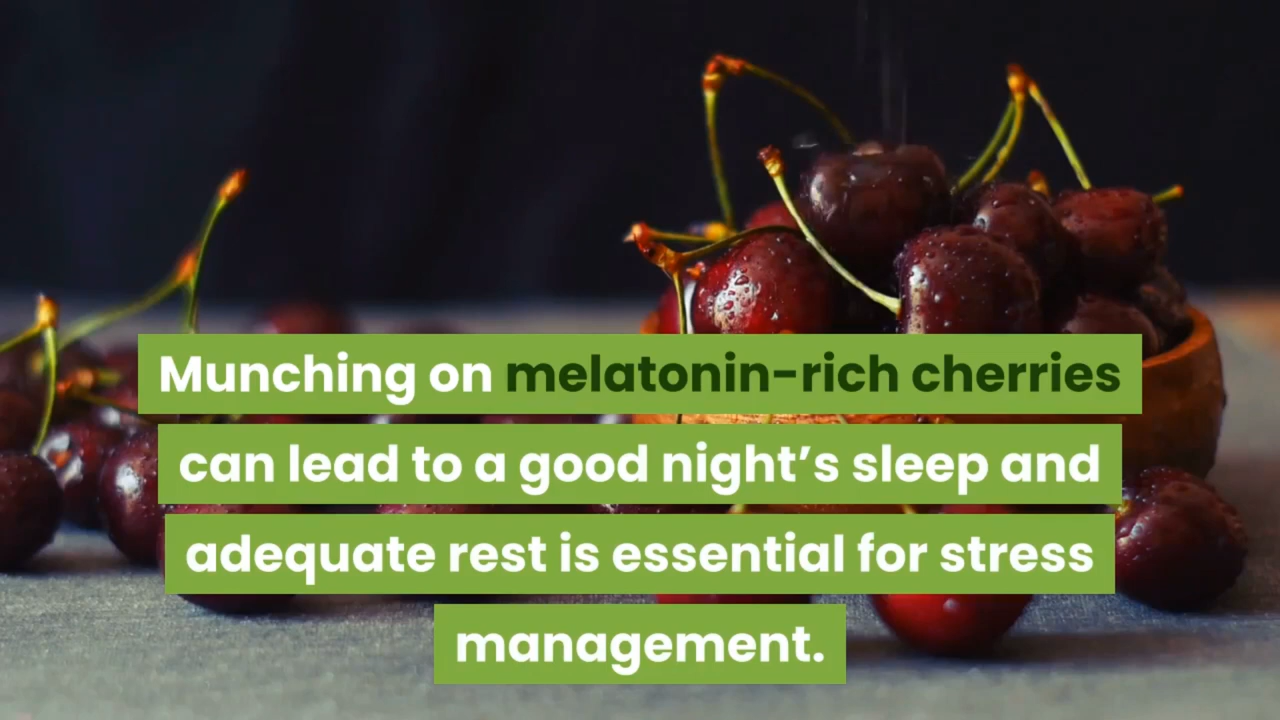 Munching on melatonin-rich cherries
can lead to a good night’s sleep and
adequate rest is essential for stress
management.